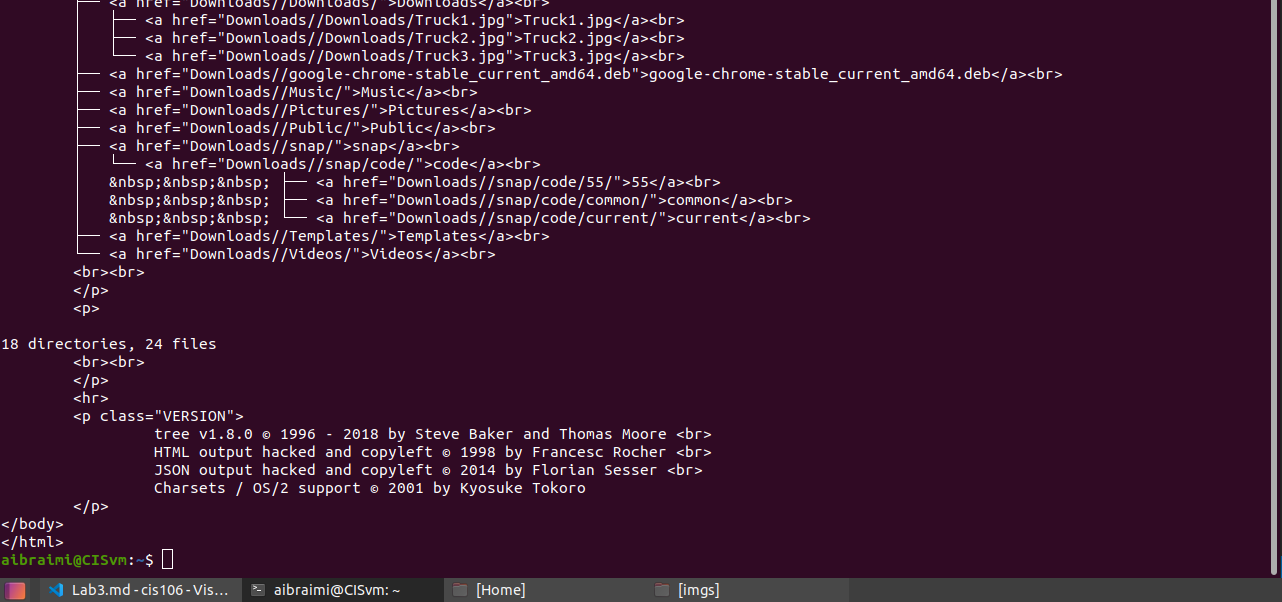 ├── <a href="Downloads//Downloads/">Downloads</a><br>
│   ├── <a href="Downloads//Downloads/Truck1.jpg">Truck1.jpg</a><br>
│   ├── <a href="Downloads//Downloads/Truck2.jpg">Truck2.jpg</a><br>
│   └── <a href="Downloads//Downloads/Truck3.jpg">Truck3.jpg</a><br>
├── <a href="Downloads//google-chrome-stable_current_amd64.deb">google-chrome-stable_current_amd64.deb</a><br>
├── <a href="Downloads//Music/">Music</a><br>
├── <a href="Downloads//Pictures/">Pictures</a><br>
├── <a href="Downloads//Public/">Public</a><br>
├── <a href="Downloads//snap/">snap</a><br>
│   └── <a href="Downloads//snap/code/">code</a><br>
│   &nbsp;&nbsp;&nbsp; ├── <a href="Downloads//snap/code/55/">55</a><br>
│   &nbsp;&nbsp;&nbsp; ├── <a href="Downloads//snap/code/common/">common</a><br>
│   &nbsp;&nbsp;&nbsp; └── <a href="Downloads//snap/code/current/">current</a><br>
├── <a href="Downloads//Templates/">Templates</a><br>
└── <a href="Downloads//Videos/">Videos</a><br>
<br><br>
</p>
<p>
18 directories, 24 files
<br><br>
</p>
<hr>
<p class="VERSION">
tree v1.8.0 © 1996 - 2018 by Steve Baker and Thomas Moore <br>
HTML output hacked and copyleft © 1998 by Francesc Rocher <br>
JSON output hacked and copyleft © 2014 by Florian Sesser <br>
Charsets / OS/2 support © 2001 by Kyosuke Tokoro
</p>
</body>
</html>
aibraimi@CISvm:~$
Lab3.md - cis106 - Vis... aibraimi@CISvm: ~ [Home] [imgs]